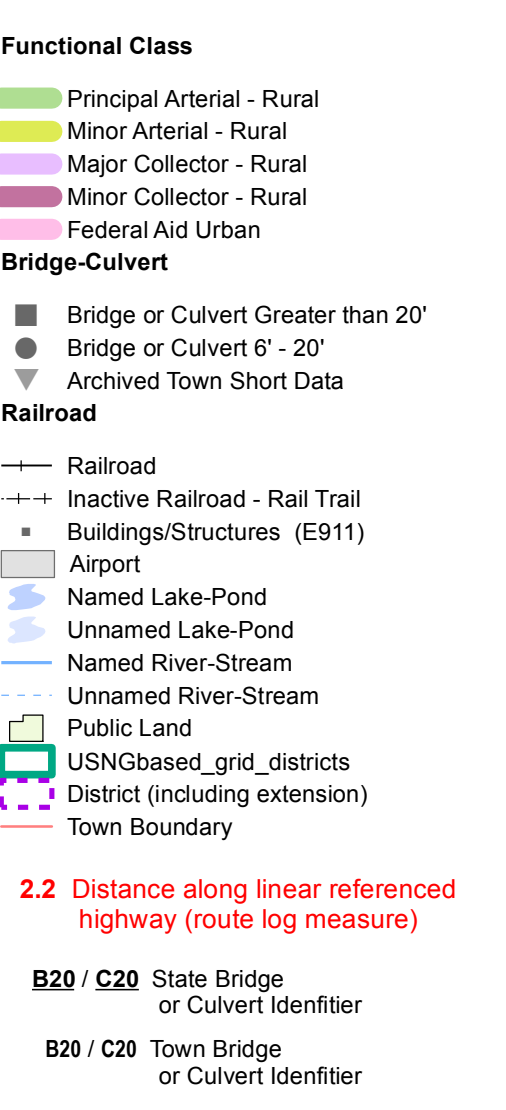 Functional Class
Principal Arterial - Rural
Minor Arterial - Rural
Major Collector - Rural
Minor Collector - Rural
Federal Aid Urban
Bridge-Culvert
Bridge or Culvert Greater than 20'
Bridge or Culvert 6' - 20'
Archived Town Short Data
Railroad
Railroad
Inactive Railroad - Rail Trail
Buildings/Structures (E911)
Airport
Named Lake-Pond
Unnamed Lake-Pond
Named River-Stream
Unnamed River-Stream
Public Land
USNGbased_grid_districts
District (including extension)
Town Boundary
2.2 Distance along linear referenced
highway (route log measure)
B20 / C20 State Bridge
or Culvert Idenfitier
B20 / C20 Town Bridge
or Culvert Idenfitier